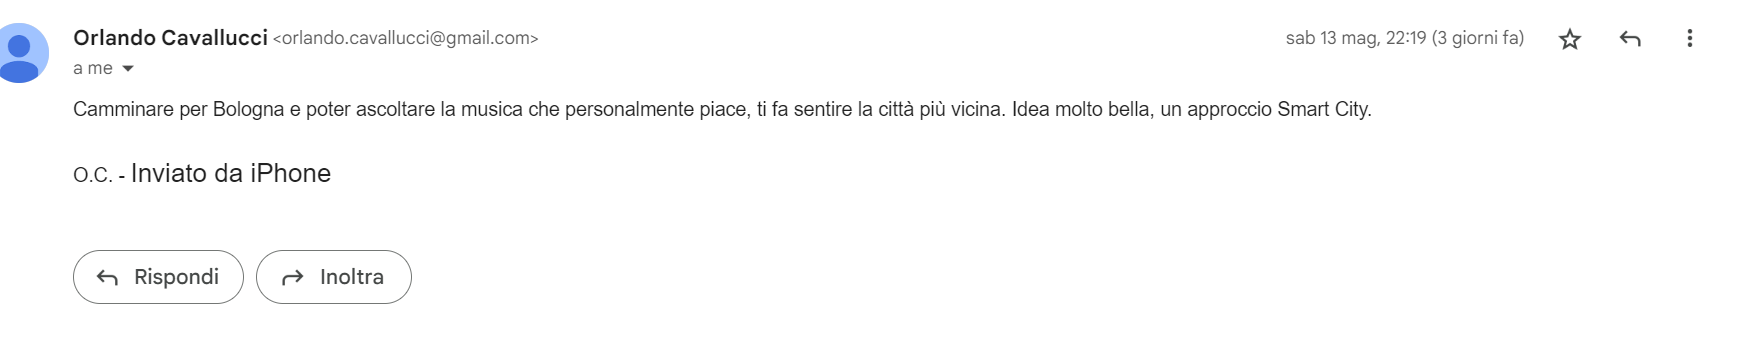 Orlando Cavallucci <orlando.cavallucci@gmail.com> sab 13 mag, 22:19 (3 giorni fa)
a me
Camminare per Bologna e poter ascoltare la musica che personalmente piace, ti fa sentire la città più vicina. Idea molto bella, un approccio Smart City.
O.C. - Inviato da iPhone
Rispondi Inoltra